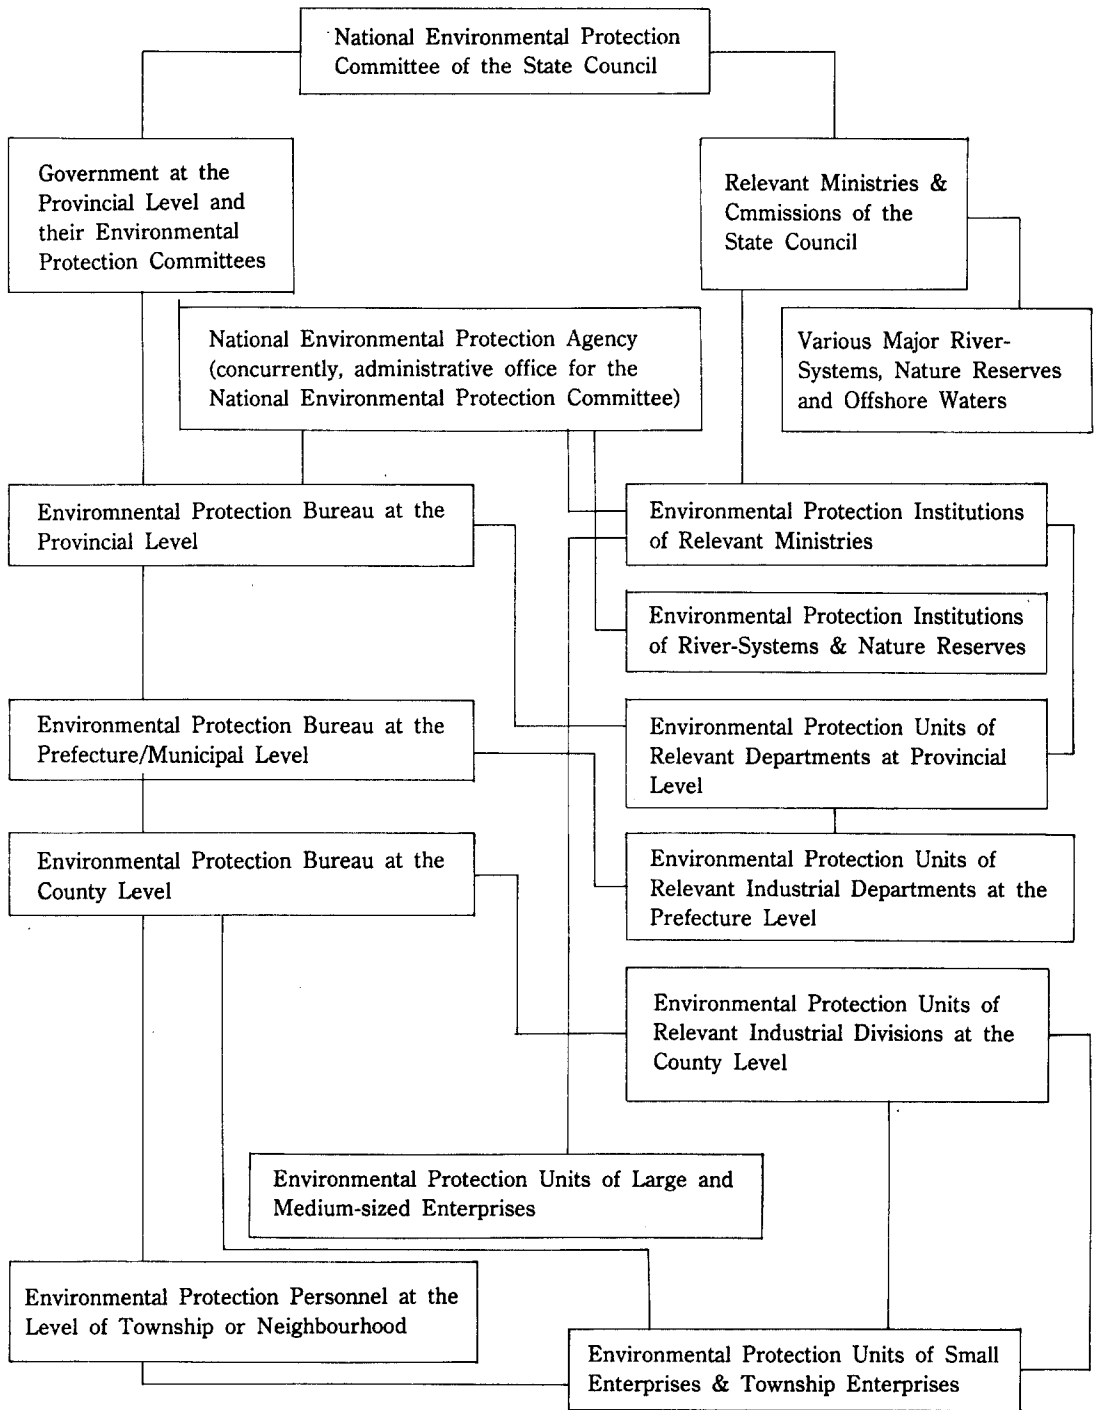 National Environmental Protection
Committee of the State Council
Government at the
Provincial Level and
their Environmental
Protection Committees
Relevant Ministries &
Cmmissions of the
State Council
National Environmental Protection Agency
(concurrently, administrative office for the
National Environmental Protection Committee)
Various Major River-
Systems, Nature Reserves
and Offshore Waters
Enviromnental Protection Bureau at the
Provincial Level
Environmental Protection Institutions
of Relevant Ministries
Environmental Protection Institutions
of River-Systems & Nature Reserves
Environmental Protection Bureau at the
Prefecture/Municipal Level
Environmental Protection Units of
Relevant Departments at Provincial
Level
Environmental Protection Bureau at the
County Level
Environmental Protection Units of
Relevant Industrial Departments at the
Prefecture Level
Environmental Protection Units of
Relevant Industrial Divisions at the
County Level
Environmental Protection Units of Large and
Medium-sized Enterprises
Environmental Protection Personnel at the
Level of Township or Neighbourhood
Environmental Protection Units of Small
Enterprises & Township Enterprises